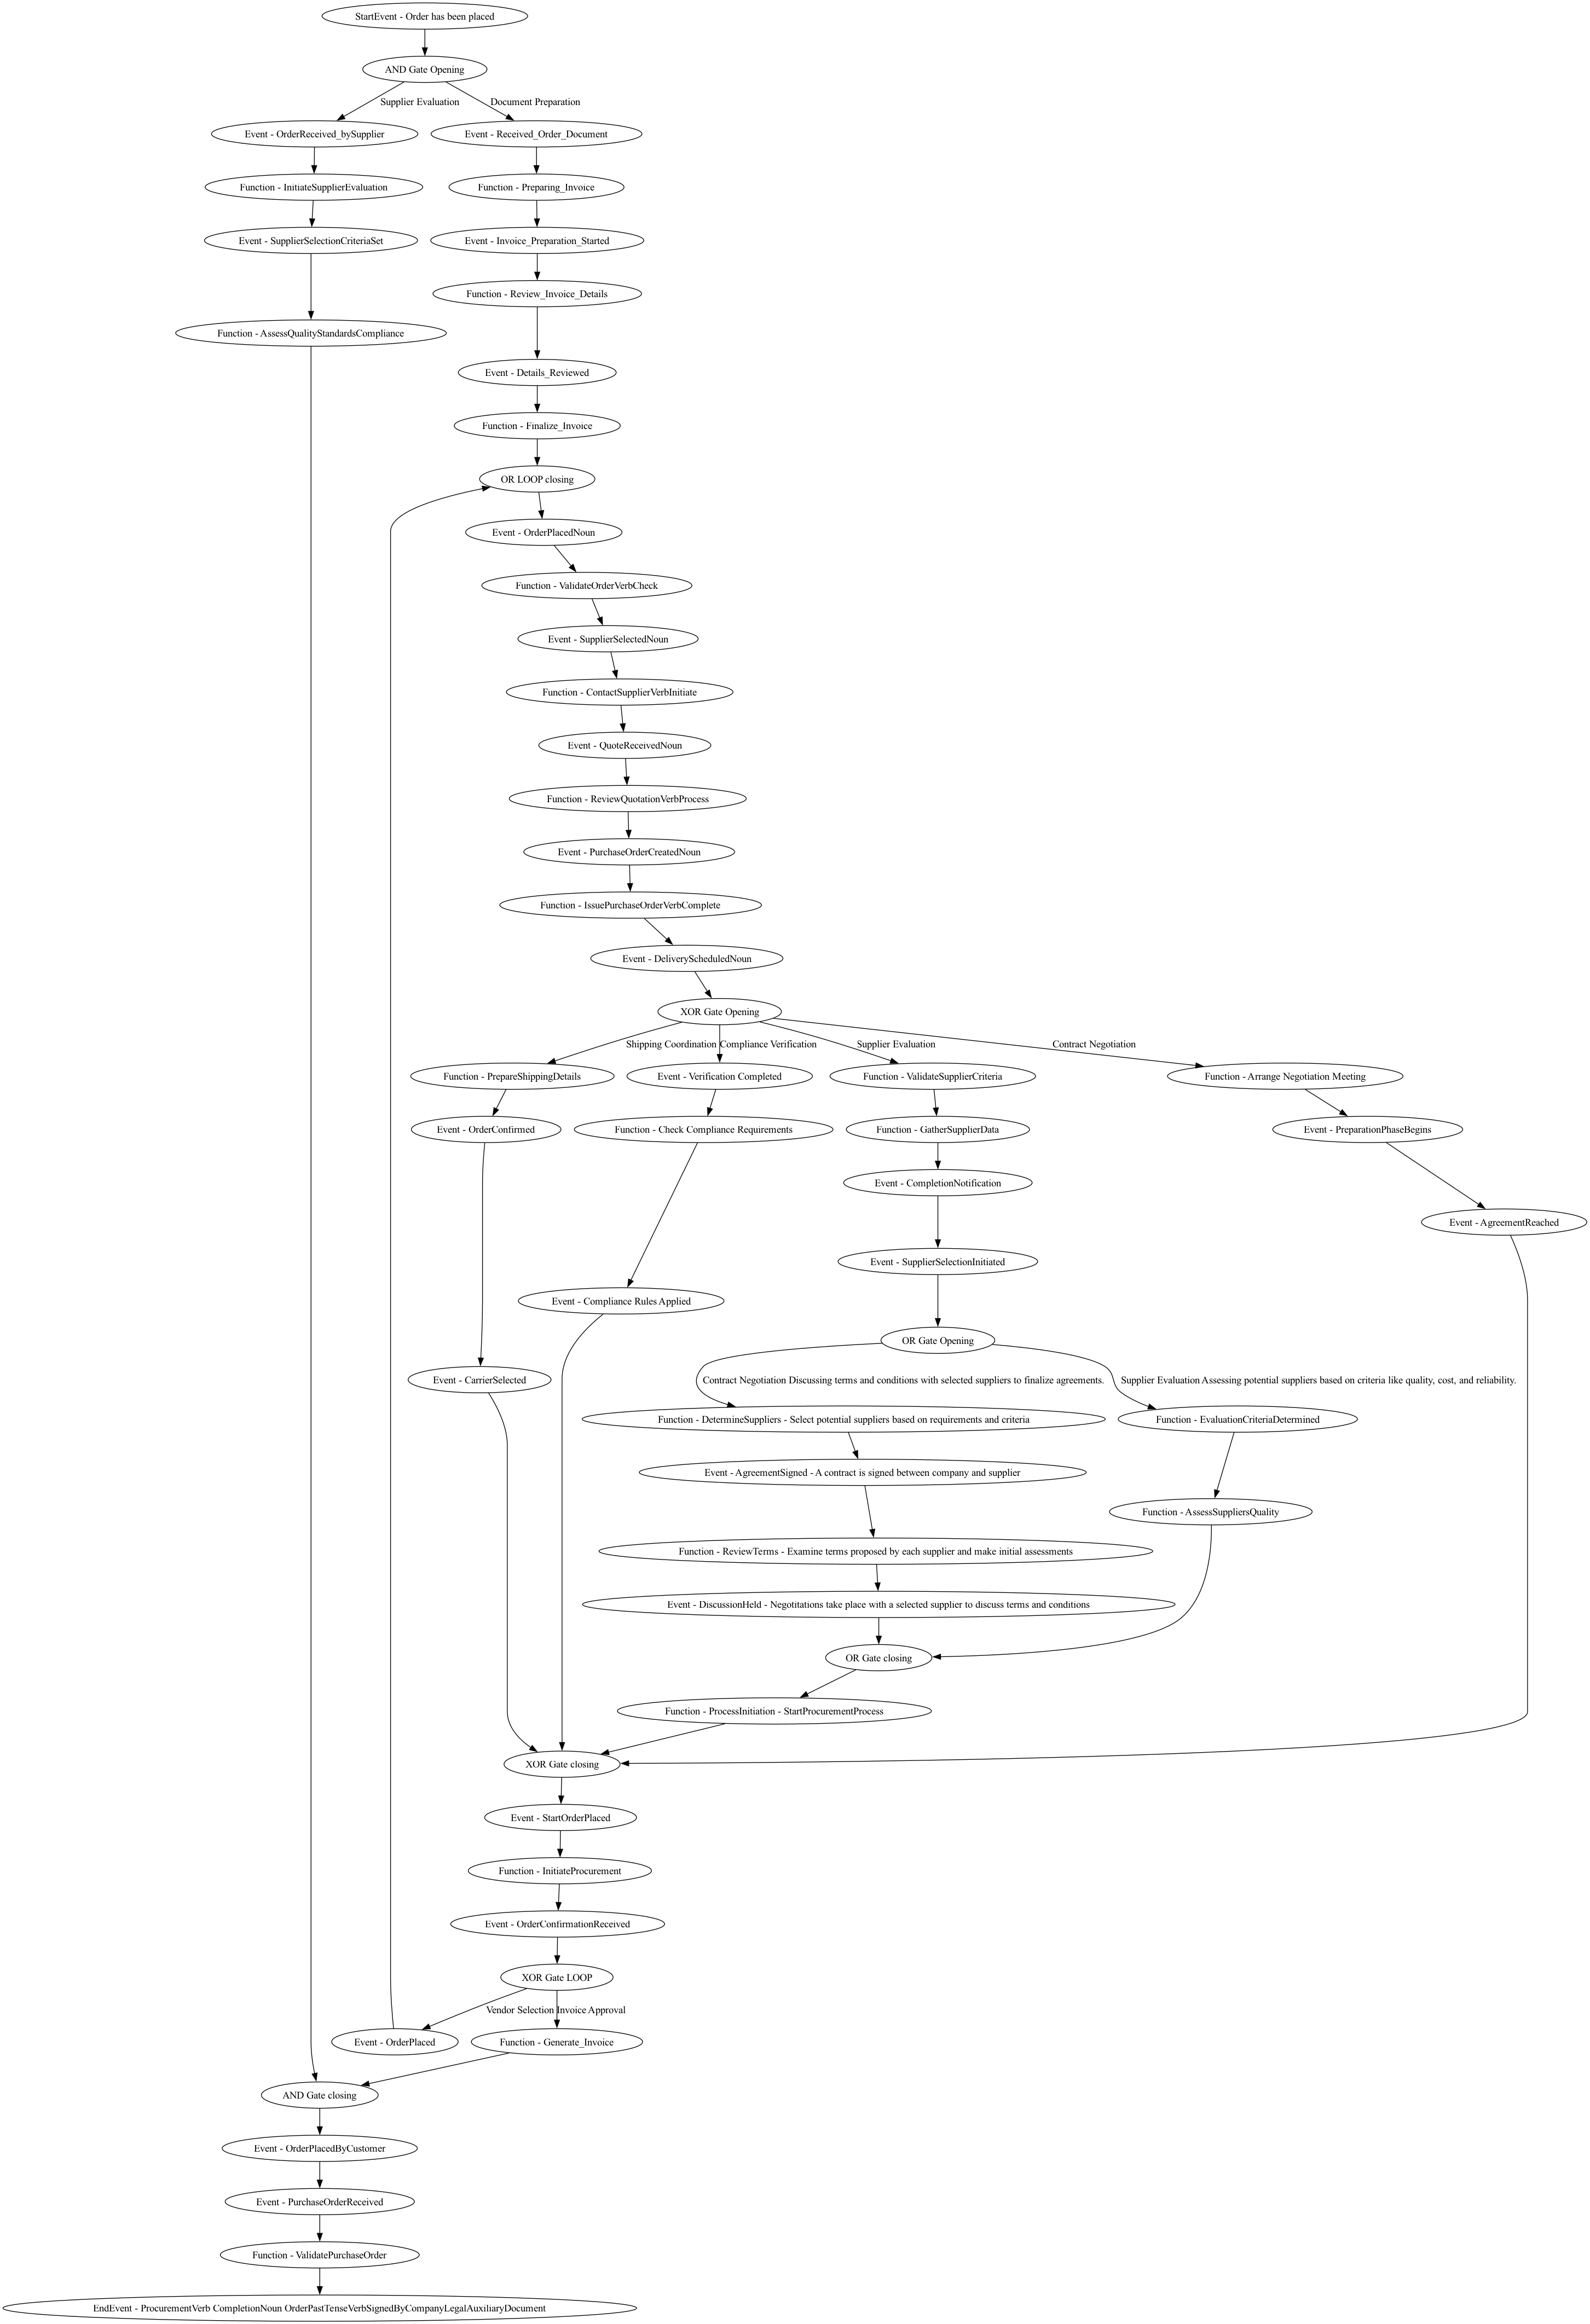 StartEvent - Order has been placed
AND Gate Opening
Supplier Evaluation
Document Preparation
Event - OrderReceived_bySupplier
Event - Received_Order_Document
Function - InitiateSupplierEvaluation
Function - Preparing_Invoice
Event - SupplierSelectionCriteriaSet
Event - Invoice_Preparation_Started
Function - Review_Invoice_Details
Function - AssessQualityStandardsCompliance
Event - Details_Reviewed
Function - Finalize_Invoice
OR LOOP closing
Event - OrderPlacedNoun
Function - ValidateOrderVerbCheck
Event - SupplierSelectedNoun
Function - ContactSupplierVerbInitiate
Event - QuoteReceivedNoun
Function - ReviewQuotationVerbProcess
Event - PurchaseOrderCreatedNoun
Function - IssuePurchaseOrderVerbComplete
Event - DeliveryScheduledNoun
XOR Gate Opening
Shipping Coordination
Compliance Verification
Supplier Evaluation
Contract Negotiation
Function - PrepareShippingDetails
Event - Verification Completed
Function - ValidateSupplierCriteria
Function - Arrange Negotiation Meeting
Event - OrderConfirmed
Function - Check Compliance Requirements
Function - GatherSupplierData
Event - PreparationPhaseBegins
Event - CompletionNotification
Event - AgreementReached
Event - SupplierSelectionInitiated
Event - Compliance Rules Applied
OR Gate Opening
Event - CarrierSelected
Contract Negotiation Discussing terms and conditions with selected suppliers to finalize agreements.
Supplier Evaluation Assessing potential suppliers based on criteria like quality, cost, and reliability.
Function - DetermineSuppliers - Select potential suppliers based on requirements and criteria
Function - EvaluationCriteriaDetermined
Event - AgreementSigned - A contract is signed between company and supplier
Function - AssessSuppliersQuality
Function - ReviewTerms - Examine terms proposed by each supplier and make initial assessments
Event - DiscussionHeld - Negotitations take place with a selected supplier to discuss terms and conditions
OR Gate closing
Function - ProcessInitiation - StartProcurementProcess
XOR Gate closing
Event - StartOrderPlaced
Function - InitiateProcurement
Event - OrderConfirmationReceived
XOR Gate LOOP
Vendor Selection
Invoice Approval
Event - OrderPlaced
Function - Generate_Invoice
AND Gate closing
Event - OrderPlacedByCustomer
Event - PurchaseOrderReceived
Function - ValidatePurchaseOrder
EndEvent - ProcurementVerb CompletionNoun OrderPastTenseVerbSignedByCompanyLegalAuxiliaryDocument